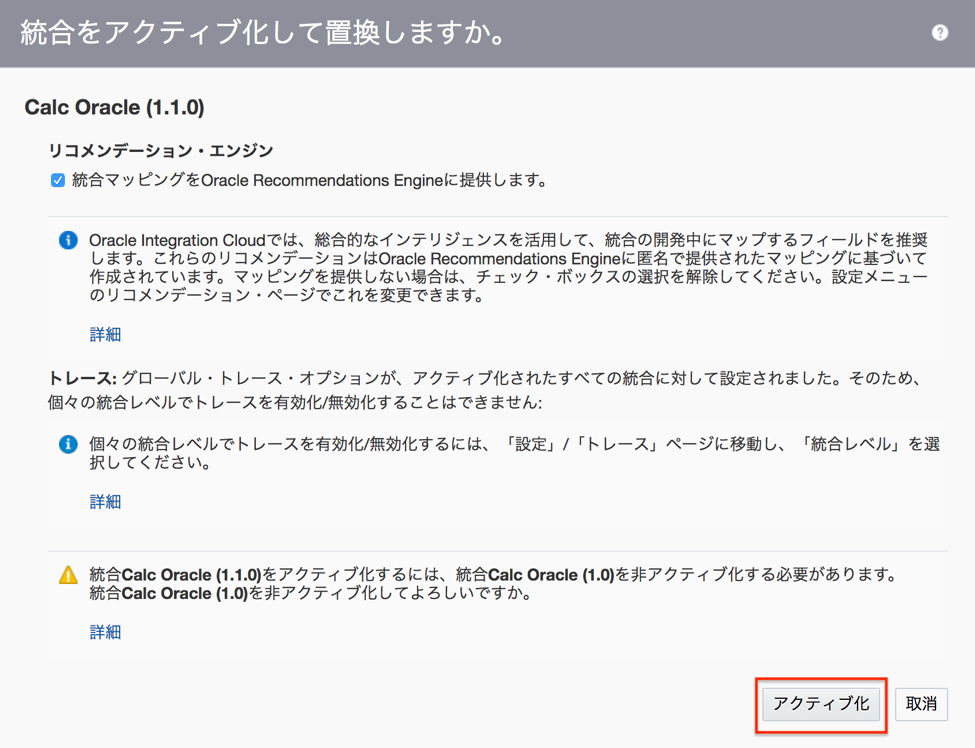 統合をアクティブ化して置換しますか。
?
Calc Oracle (1.1.0)
リコメンデーション・エンジン
統合マッピングをOracle Recommendations Engineに提供します。
Oracle Integration Cloudでは、総合的なインテリジェンスを活用して、統合の開発中にマップするフィールドを推奨
します。これらのリコメンデーションはOracle Recommendations Engineに匿名で提供されたマッピングに基づいて
作成されています。マッピングを提供しない場合は、チェック・ボックスの選択を解除してください。設定メニュー
のリコメンデーション・ページでこれを変更できます。
詳細
トレース: グローバル・トレース・オプションが、アクティブ化されたすべての統合に対して設定されました。そのため、
個々の統合レベルでトレースを有効化/無効化することはできません:
個々の統合レベルでトレースを有効化/無効化するには、「設定」/「トレース」ページに移動し、「統合レベル」を選
択してください。
詳細
統合Calc Oracle (1.1.0)をアクティブ化するには、統合Calc Oracle (1.0)を非アクティブ化する必要があります。
統合Calc Oracle (1.0)を非アクティブ化してよろしいですか。
詳細
アクティブ化 取消